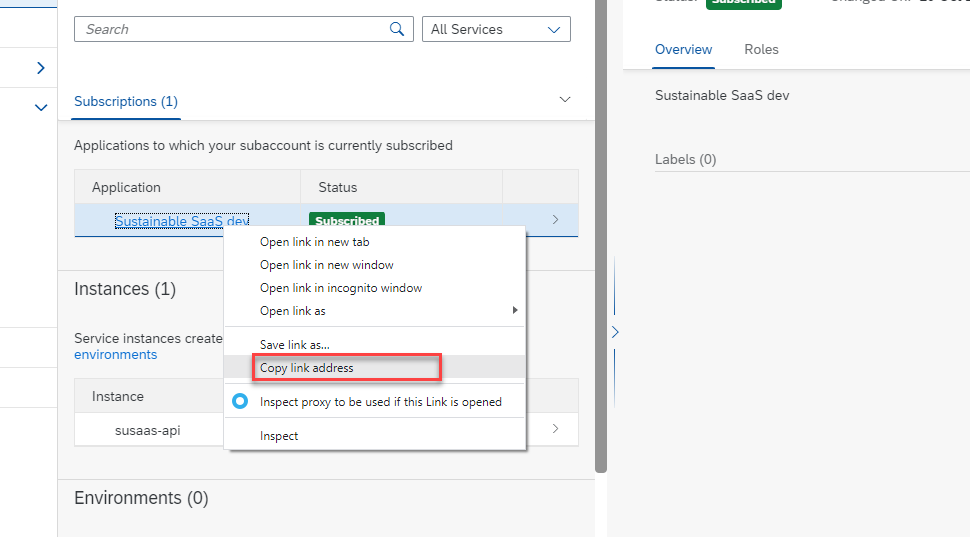 Search
All Services
Subscriptions (1)
Applications to which your subaccount is currently subscribed
Application Status
Sustainable SaaS dev Subscribed
Open link in new tab
Open link in new window
Open link in incognito window
Open link as
Save link as...
Copy link address
Inspect proxy to be used if this Link is opened
Inspect
Instances (1)
Service instances create
environments
Instance
susaas-api
Environments (0)
Subscribed
Overview Roles
Sustainable SaaS dev
Labels (0)